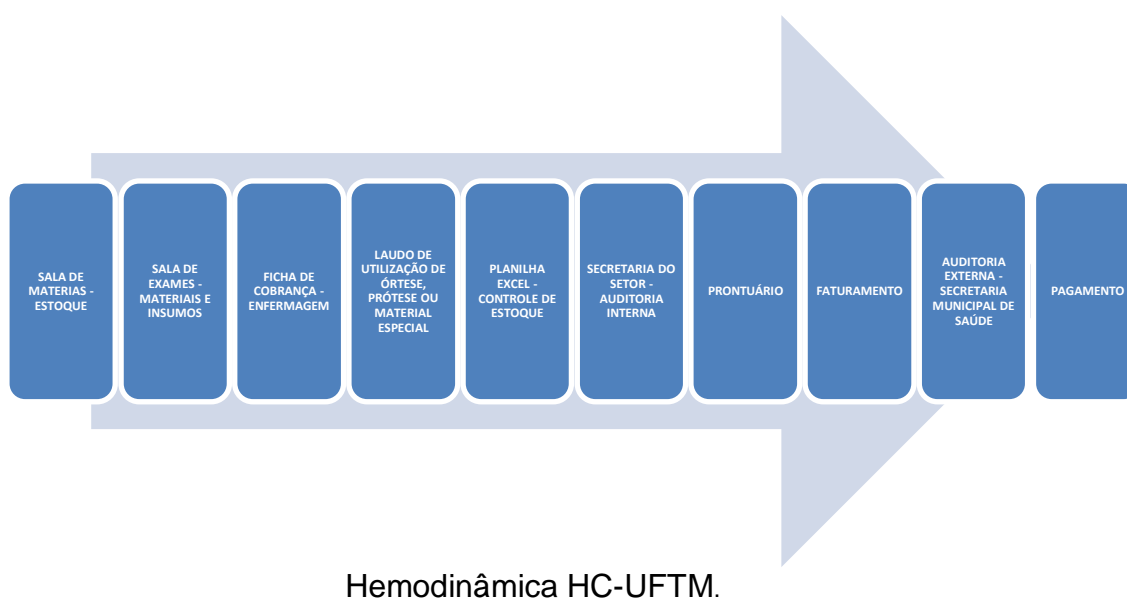 SALA DE
MATERIAS -
ESTOQUE
SALA DE
EXAMES -
MATERIAIS E
INSUMOS
FICHA DE
COBRANÇA -
ENFERMAGEM
LAUDO DE
UTILIZAÇÃO DE
ÓRTESE,
PRÓTESE OU
MATERIAL
ESPECIAL
PLANILHA
EXCEL -
CONTROLE DE
ESTOQUE
SECRETARIA DO
SETOR -
AUDITORIA
INTERNA
PRONTUÁRIO
FATURAMENTO
AUDITORIA
EXTERNA -
SECRETARIA
MUNICIPAL DE
SAÚDE
PAGAMENTO
Hemodinâmica HC-UFTM.